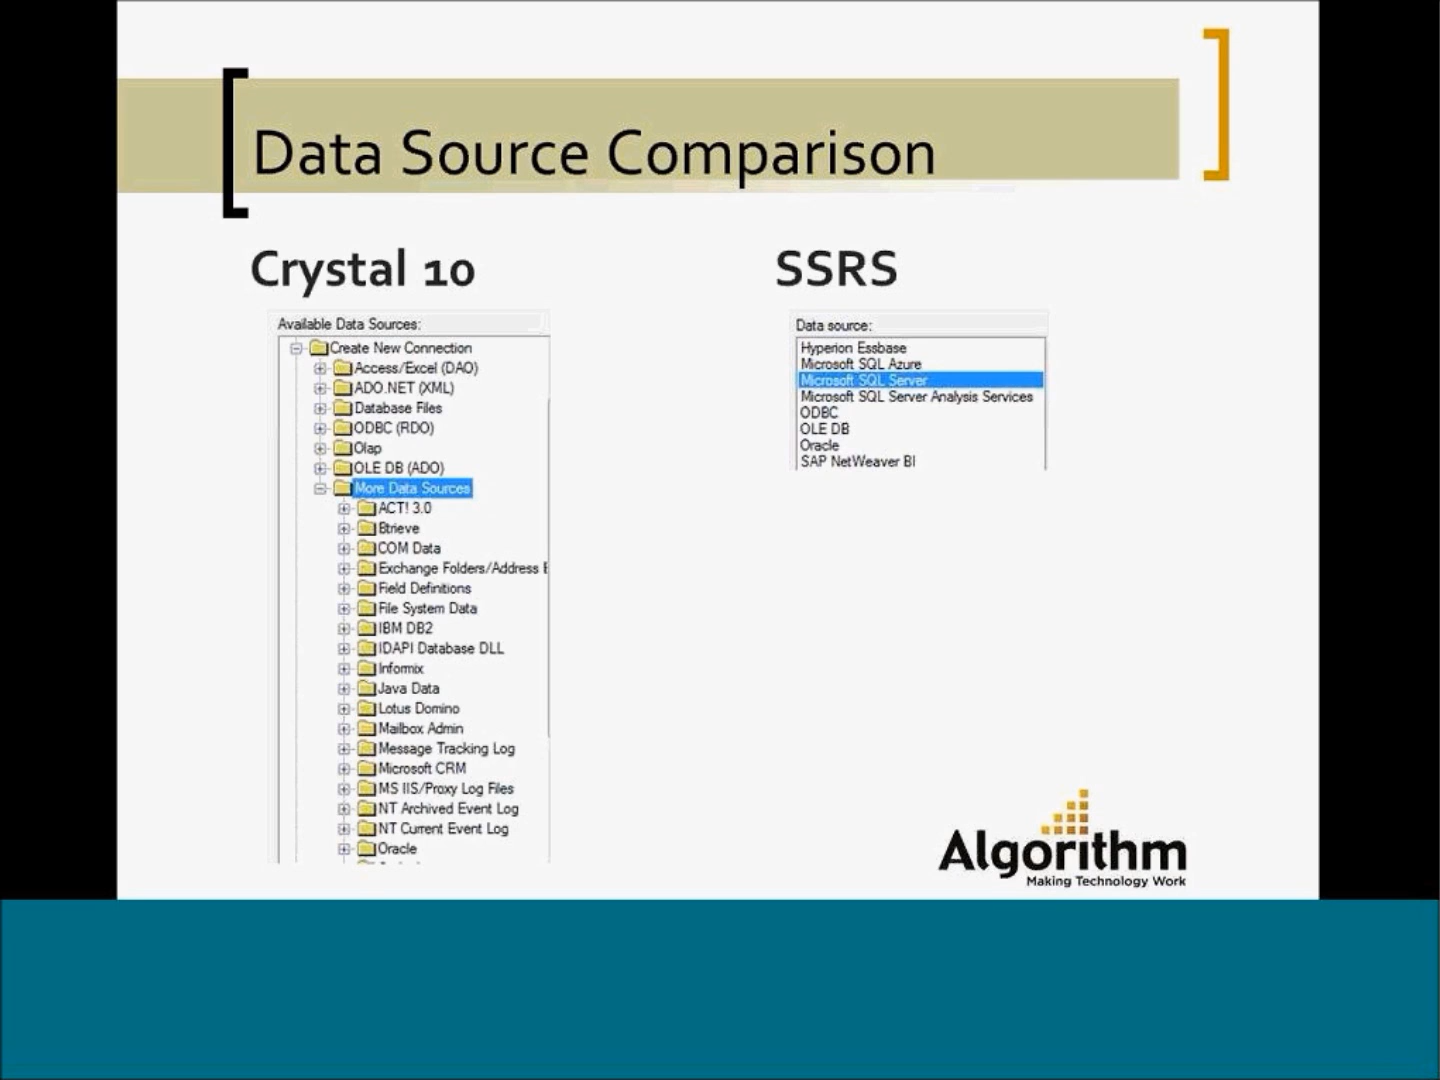 Data Source Comparison
Crystal 10
Available Data Sources:
Create New Connection
Access/Excel (DAO)
ADO.NET (XML)
Database Files
ODBC (RDO)
Olap
OLE DB (ADO)
More Data Sources
ACT! 3.0
Btrieve
COM Data
Exchange Folders/Address
Field Definitions
File System Data
IBM DB2
IDAPI Database DLL
Informix
Java Data
Lotus Domino
Mailbox Admin
Message Tracking Log
Microsoft CRM
MS IIS/Proxy Log Files
NT Archived Event Log
NT Current Event Log
Oracle
SSRS
Data source:
Hyperion Essbase
Microsoft SQL Azure
Microsoft SQL Server
Microsoft SQL Server Analysis Services
ODBC
OLE DB
Oracle
SAP NetWeaver BI
Algorithm
Making Technology Work